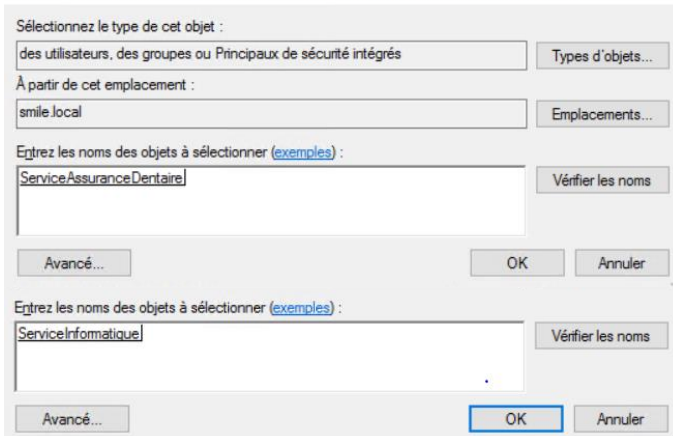 Sélectionnez le type de cet objet :
des utilisateurs, des groupes ou Principaux de sécurité intégrés
Types d'objets...
À partir de cet emplacement :
smile.local
Emplacements...
Entrez les noms des objets à sélectionner (exemples) :
ServiceAssuranceDentaire
Vérifier les noms
Avancé...
OK
Annuler
Entrez les noms des objets à sélectionner (exemples) :
ServiceInformatique
Vérifier les noms
Avancé...
OK
Annuler